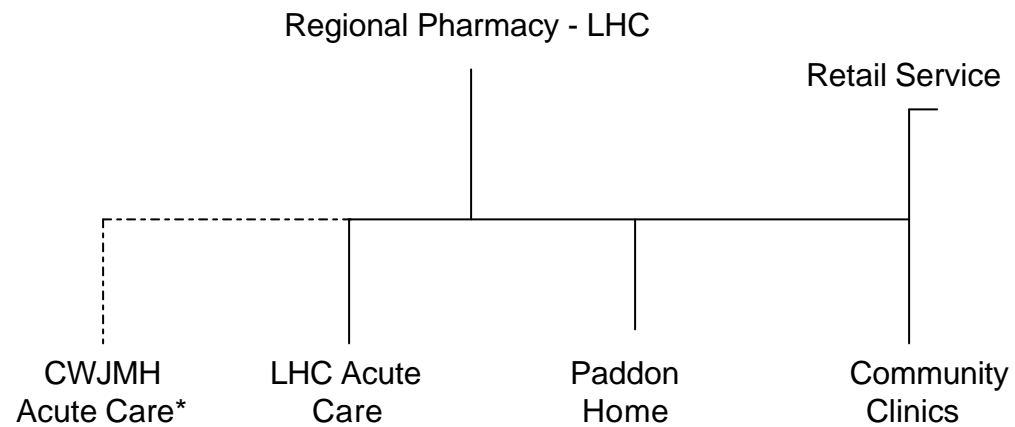 Regional Pharmacy - LHC
Retail Service
CWJMH
Acute Care*
LHC Acute
Care
Paddon
Home
Community
Clinics